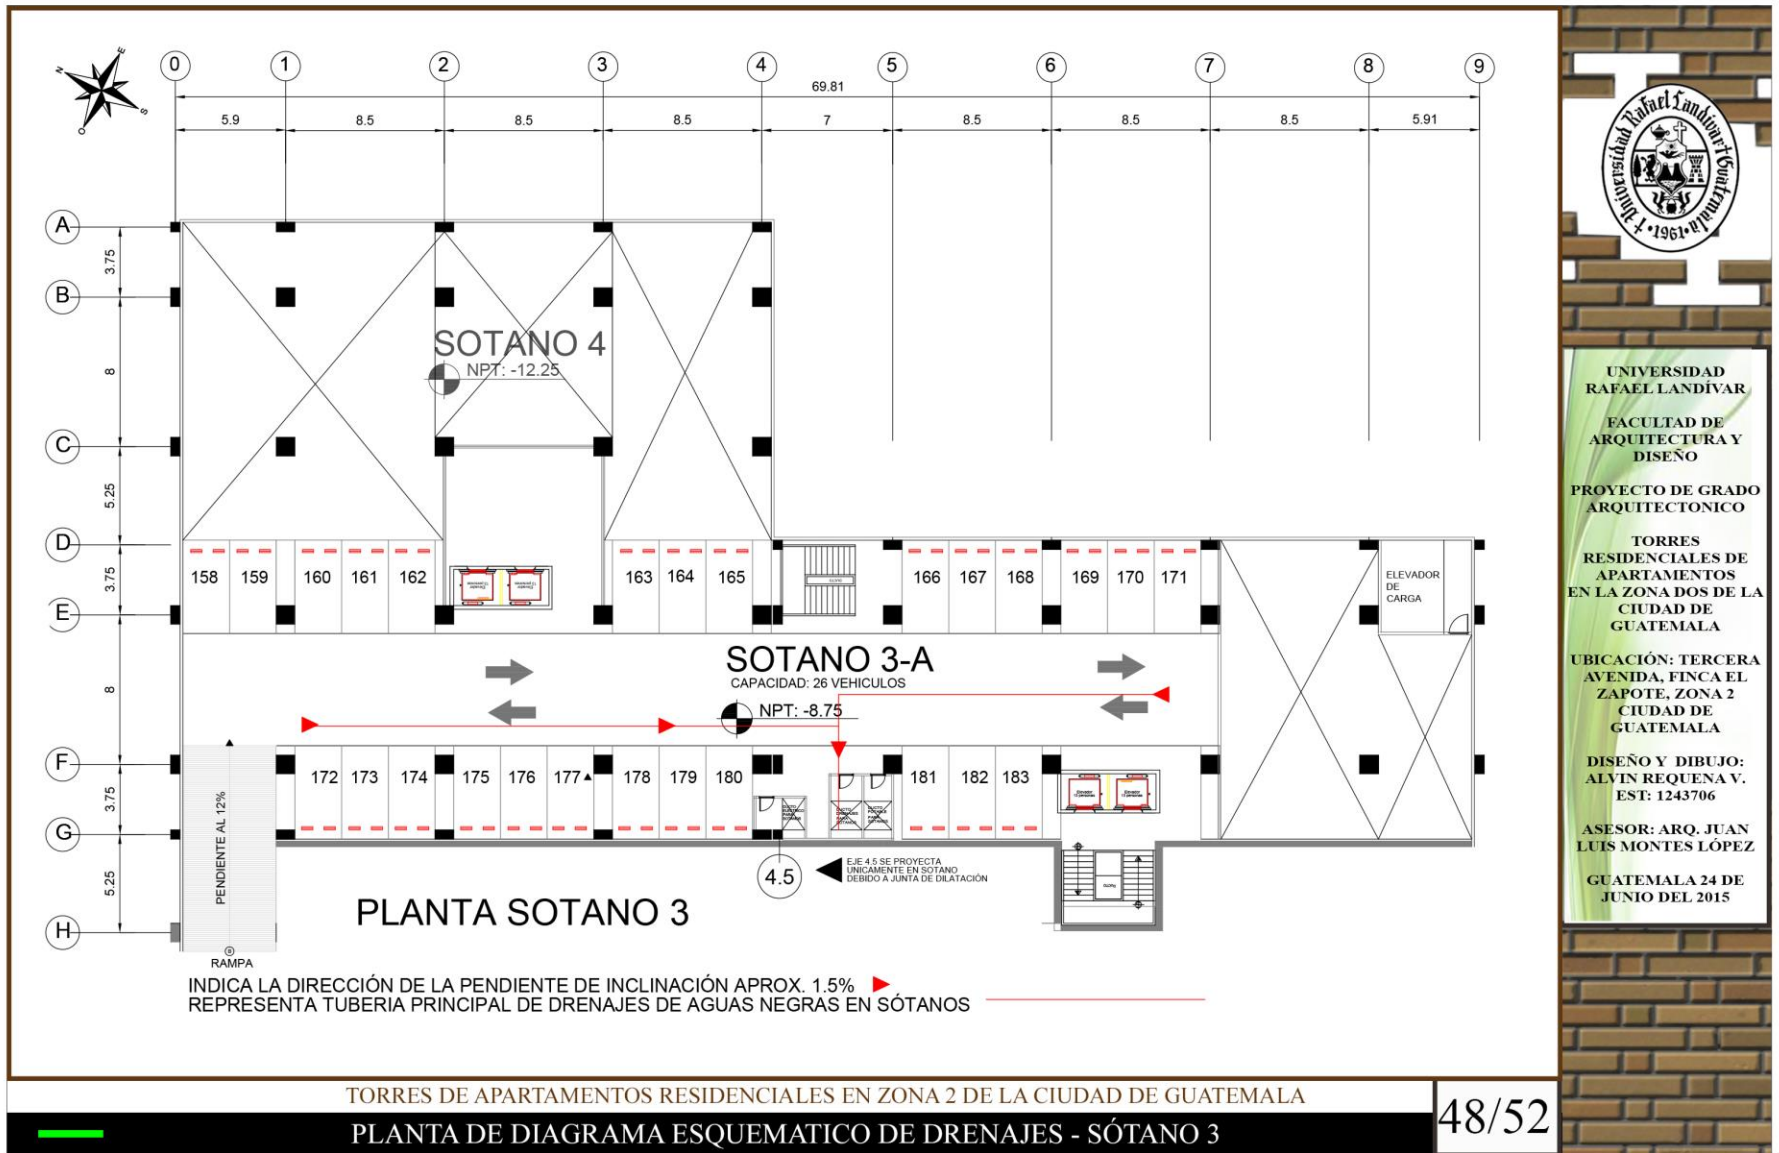 0 1 2 3 4 5 6 7 8 9
69.81
5.9 8.5 8.5 8.5 7 8.5 8.5 8.5 5.91
N E S O
A
3.75
B
8
C
5.25
D
3.75
E
8
F
3.75
G
5.25
H
SOTANO 4
NPT: -12.25
158 159 160 161 162 163 164 165 166 167 168 169 170 171
ELEVADOR
DE
CARGA
SOTANO 3-A
CAPACIDAD: 26 VEHICULOS
NPT: -8.75
172 173 174 175 176 177 178 179 180 181 182 183
PENDIENTE AL 12%
RAMPA
4.5
EJE 4.5 SE PROYECTA
UNICAMENTE EN SOTANO
DEBIDO A JUNTA DE DILATACIÓN
PLANTA SOTANO 3
INDICA LA DIRECCIÓN DE LA PENDIENTE DE INCLINACIÓN APROX. 1.5%
REPRESENTA TUBERIA PRINCIPAL DE DRENAJES DE AGUAS NEGRAS EN SÓTANOS
TORRES DE APARTAMENTOS RESIDENCIALES EN ZONA 2 DE LA CIUDAD DE GUATEMALA
PLANTA DE DIAGRAMA ESQUEMATICO DE DRENAJES - SÓTANO 3
48/52
Universidad Rafael Landívar Guatemala
1961
UNIVERSIDAD
RAFAEL LANDÍVAR
FACULTAD DE
ARQUITECTURA Y
DISEÑO
PROYECTO DE GRADO
ARQUITECTONICO
TORRES
RESIDENCIALES DE
APARTAMENTOS
EN LA ZONA DOS DE LA
CIUDAD DE
GUATEMALA
UBICACIÓN: TERCERA
AVENIDA, FINCA EL
ZAPOTE, ZONA 2
CIUDAD DE
GUATEMALA
DISEÑO Y DIBUJO:
ALVIN REQUENA V.
EST: 1243706
ASESOR: ARQ. JUAN
LUIS MONTES LÓPEZ
GUATEMALA 24 DE
JUNIO DEL 2015